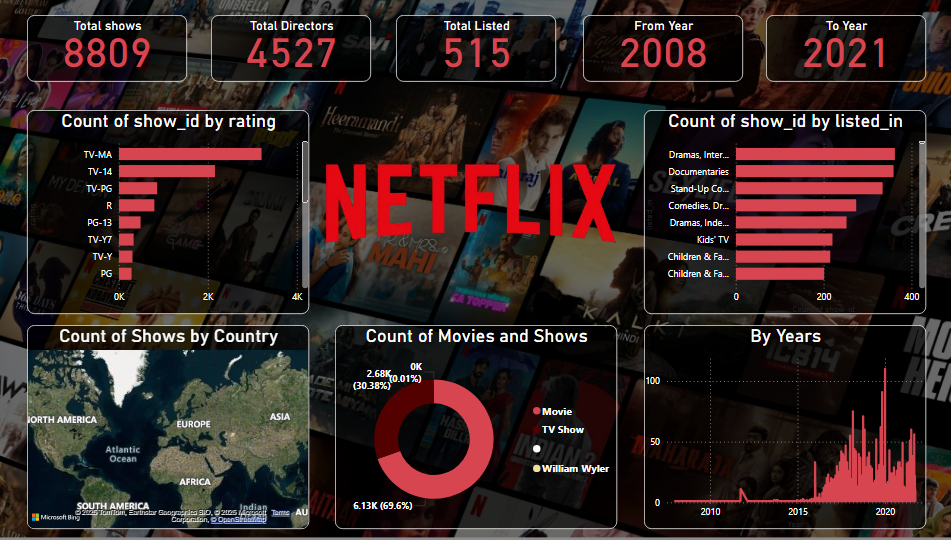 Total shows
8809
Total Directors
4527
Total Listed
515
From Year
2008
To Year
2021
Count of show_id by rating
TV-MA
TV-14
TV-PG
R
PG-13
TV-Y7
TV-Y
PG
0K 2K 4K
Heeramandi
NETFLIX
MAHI
Count of show_id by listed_in
Dramas, Inter...
Documentaries
Stand-Up Co...
Comedies, Dr...
Dramas, Inde...
Kids' TV
Children & Fa...
Children & Fa...
0 200 400
Count of Shows by Country
NORTH AMERICA
EUROPE
ASIA
Atlantic
Ocean
AFRICA
SOUTH AMERICA
Indian
AU
Microsoft Bing
© 2025 TomTom, Earthstar Geographics SIO, © 2025 Microsoft
Corporation, © OpenStreetMap
Terms
Count of Movies and Shows
0K
(0.01%)
2.68K
(30.38%)
6.13K (69.6%)
Movie
TV Show
William Wyler
By Years
100
50
0
2010 2015 2020